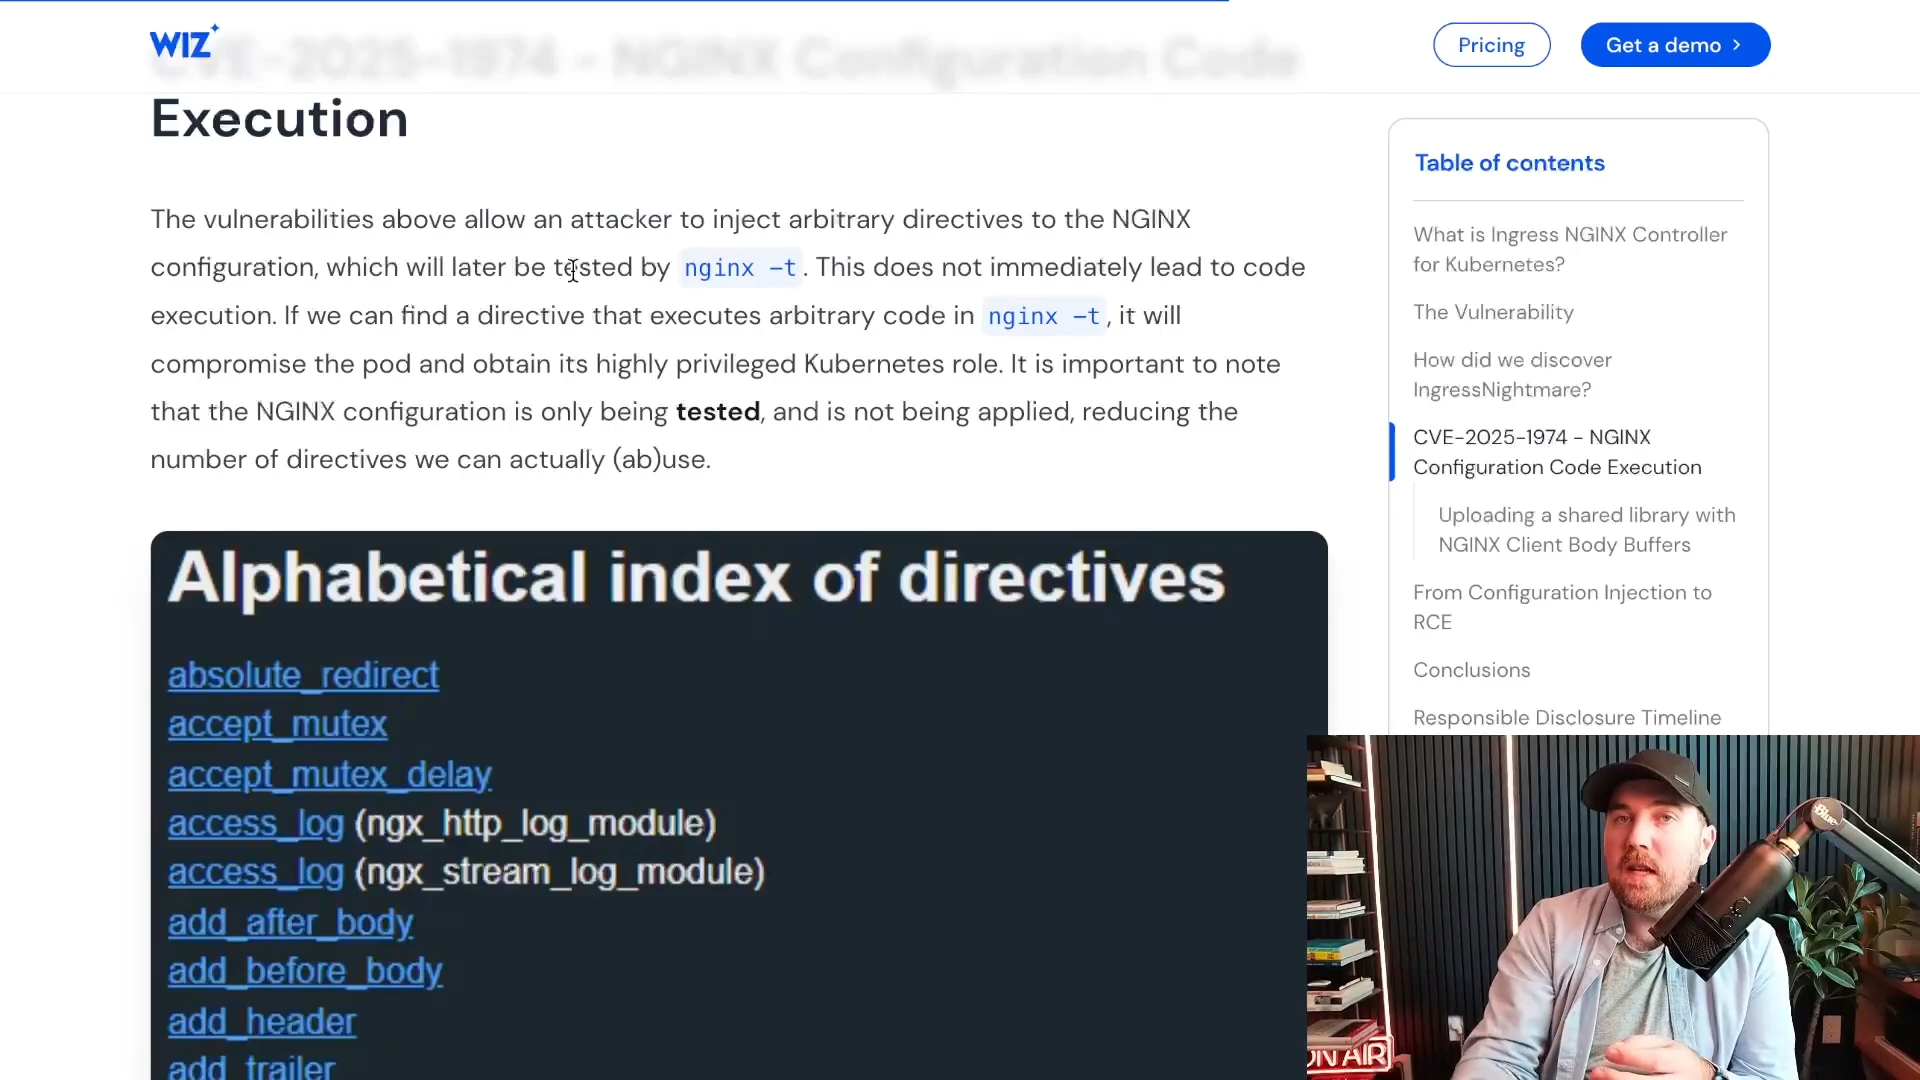 WIZ
Pricing
Get a demo
CVE-2025-1974 - NGINX Configuration Code
Execution
The vulnerabilities above allow an attacker to inject arbitrary directives to the NGINX
configuration, which will later be tested by nginx -t. This does not immediately lead to code
execution. If we can find a directive that executes arbitrary code in nginx -t, it will
compromise the pod and obtain its highly privileged Kubernetes role. It is important to note
that the NGINX configuration is only being tested, and is not being applied, reducing the
number of directives we can actually (ab)use.
Alphabetical index of directives
absolute_redirect
accept_mutex
accept_mutex_delay
access_log (ngx_http_log_module)
access_log (ngx_stream_log_module)
add_after_body
add_before_body
add_header
add_trailer
Table of contents
What is Ingress NGINX Controller
for Kubernetes?
The Vulnerability
How did we discover
IngressNightmare?
CVE-2025-1974 - NGINX
Configuration Code Execution
Uploading a shared library with
NGINX Client Body Buffers
From Configuration Injection to
RCE
Conclusions
Responsible Disclosure Timeline
Blue
ON AIR